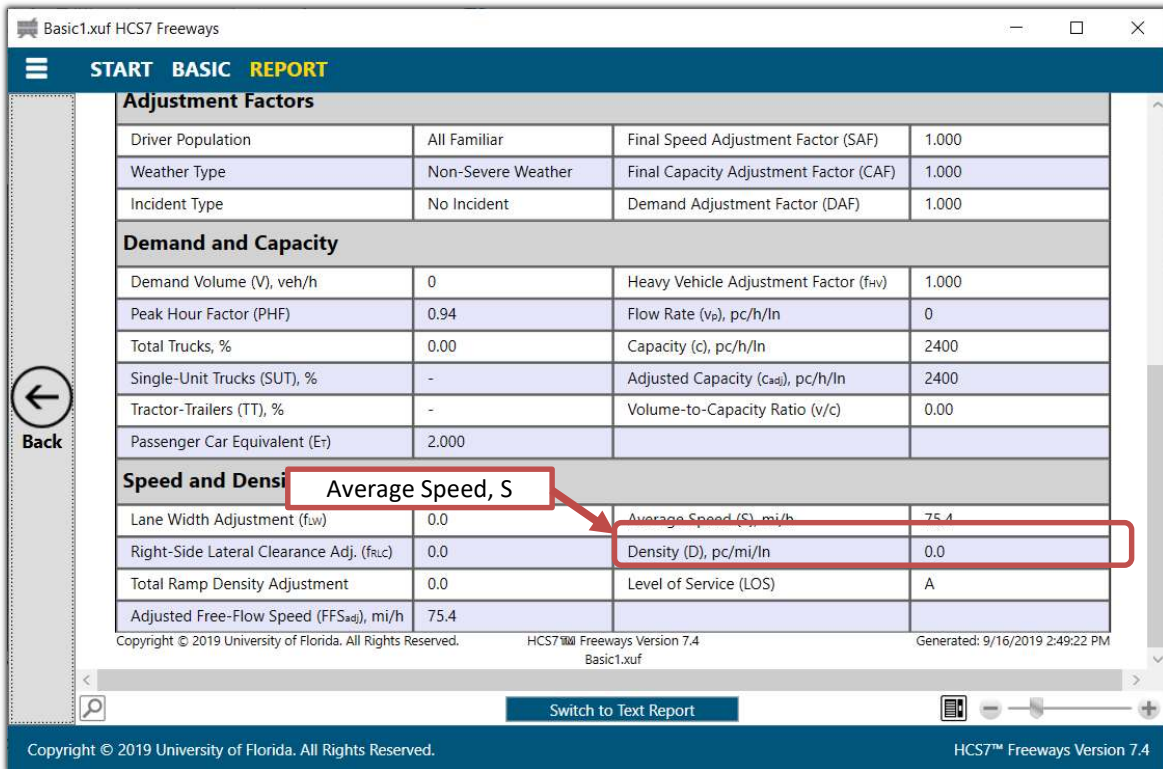 Basic1.xuf HCS7 Freeways
START BASIC REPORT
Adjustment Factors
Driver Population All Familiar Final Speed Adjustment Factor (SAF) 1.000
Weather Type Non-Severe Weather Final Capacity Adjustment Factor (CAF) 1.000
Incident Type No Incident Demand Adjustment Factor (DAF) 1.000
Demand and Capacity
Demand Volume (V), veh/h 0 Heavy Vehicle Adjustment Factor (fHV) 1.000
Peak Hour Factor (PHF) 0.94 Flow Rate (vp), pc/h/ln 0
Total Trucks, % 0.00 Capacity (c), pc/h/ln 2400
Single-Unit Trucks (SUT), % - Adjusted Capacity (cadj), pc/h/ln 2400
Tractor-Trailers (TT), % - Volume-to-Capacity Ratio (v/c) 0.00
Back
Passenger Car Equivalent (ET) 2.000
Speed and Densi
Average Speed, S
Lane Width Adjustment (fLW) 0.0 Average Speed (S), mi/h 75.4
Right-Side Lateral Clearance Adj. (fRLC) 0.0 Density (D), pc/mi/ln 0.0
Total Ramp Density Adjustment 0.0 Level of Service (LOS) A
Adjusted Free-Flow Speed (FFSadj), mi/h 75.4
Copyright © 2019 University of Florida. All Rights Reserved. HCS7 Freeways Version 7.4 Generated: 9/16/2019 2:49:22 PM
Basic1.xuf
Switch to Text Report
Copyright © 2019 University of Florida. All Rights Reserved. HCS7™ Freeways Version 7.4